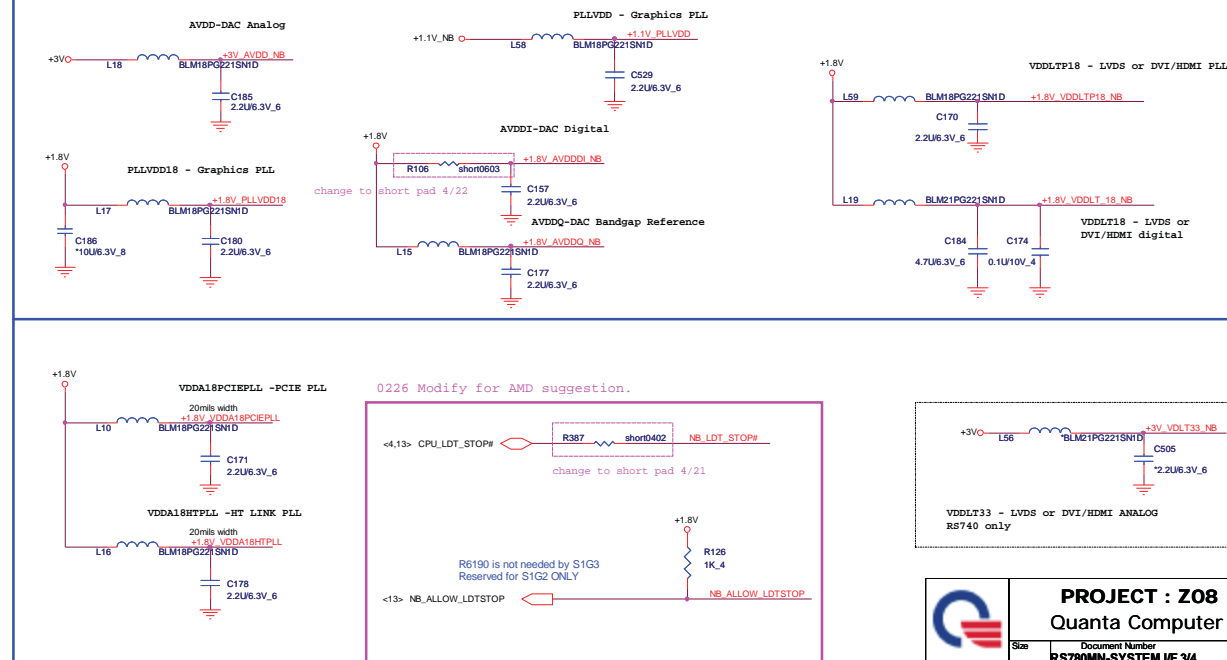 AVDD-DAC Analog
+3V
L18
BLM18PG221SN1D
+3V_AVDD_NB
C185
2.2U/6.3V_6
PLLVDD - Graphics PLL
+1.1V_NB
L58
BLM18PG221SN1D
+1.1V_PLLVDD
C529
2.2U/6.3V_6
+1.8V
VDDLTP18 - LVDS or DVI/HDMI PLL
L59
BLM18PG221SN1D
+1.8V_VDDLTP18_NB
C170
2.2U/6.3V_6
+1.8V
PLLVDD18 - Graphics PLL
L17
BLM18PG221SN1D
+1.8V_PLLVDD18
C186
*10U/6.3V_8
C180
2.2U/6.3V_6
AVDDI-DAC Digital
+1.8V
R106
short0603
+1.8V_AVDDDI_NB
change to short pad 4/22
C157
2.2U/6.3V_6
AVDDQ-DAC Bandgap Reference
L15
BLM18PG221SN1D
+1.8V_AVDDQ_NB
C177
2.2U/6.3V_6
L19
BLM21PG221SN1D
+1.8V_VDDLT_18_NB
VDDLT18 - LVDS or
DVI/HDMI digital
C184
4.7U/6.3V_6
C174
0.1U/10V_4
+1.8V
VDDA18PCIEPLL -PCIE PLL
20mils width
L10
BLM18PG221SN1D
+1.8V_VDDA18PCIEPLL
C171
2.2U/6.3V_6
VDDA18HTPLL -HT LINK PLL
20mils width
L16
BLM18PG221SN1D
+1.8V_VDDA18HTPLL
C178
2.2U/6.3V_6
0226 Modify for AMD suggestion.
<4,13> CPU_LDT_STOP#
R387
short0402
NB_LDT_STOP#
change to short pad 4/21
+1.8V
R126
1K_4
R6190 is not needed by S1G3
Reserved for S1G2 ONLY
<13> NB_ALLOW_LDTSTOP
NB_ALLOW_LDTSTOP
+3V
L56
*BLM21PG221SN1D
+3V_VDLT33_NB
C505
*2.2U/6.3V_6
VDDLT33 - LVDS or DVI/HDMI ANALOG
RS740 only
PROJECT : Z08
Quanta Computer
Size
Document Number
RS780MN-SYSTEM I/F 3/4